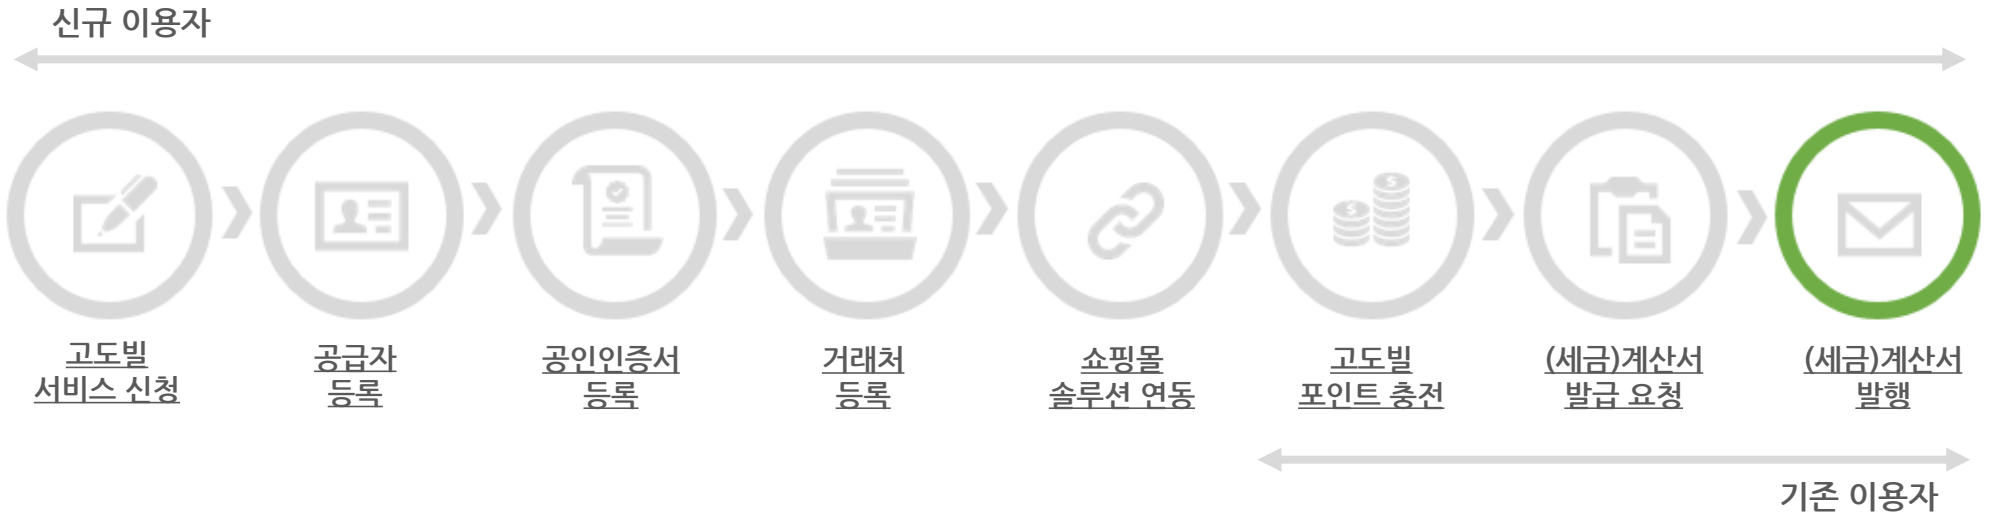 신규 이용자
고도빌
서비스 신청
공급자
등록
공인인증서
등록
거래처
등록
쇼핑몰
솔루션 연동
고도빌
포인트 충전
(세금)계산서
발급 요청
(세금)계산서
발행
기존 이용자